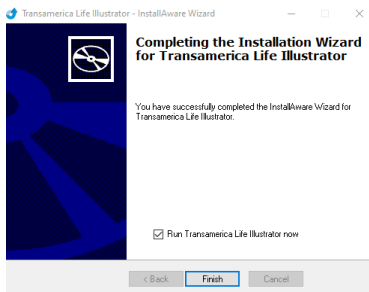 Transamerica Life Illustrator - InstallAware Wizard
Completing the Installation Wizard
for Transamerica Life Illustrator
You have successfully completed the InstallAware Wizard for
Transamerica Life Illustrator.
Run Transamerica Life Illustrator now
< Back Finish Cancel